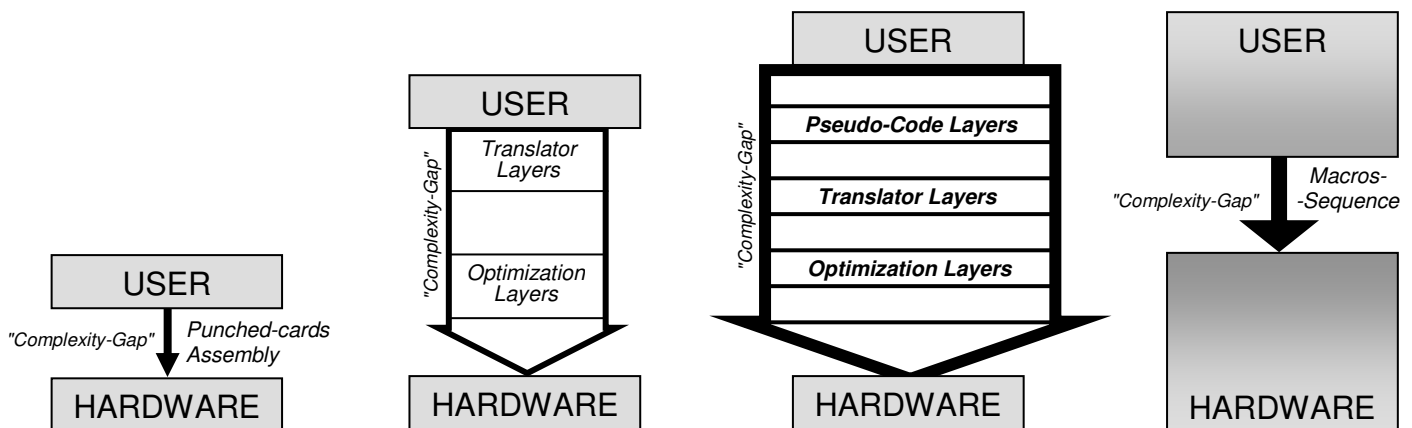 USER
"Complexity-Gap"
Punched-cards
Assembly
HARDWARE
USER
"Complexity-Gap"
Translator
Layers
Optimization
Layers
HARDWARE
USER
"Complexity-Gap"
Pseudo-Code Layers
Translator Layers
Optimization Layers
HARDWARE
USER
"Complexity-Gap"
Macros-
-Sequence
HARDWARE